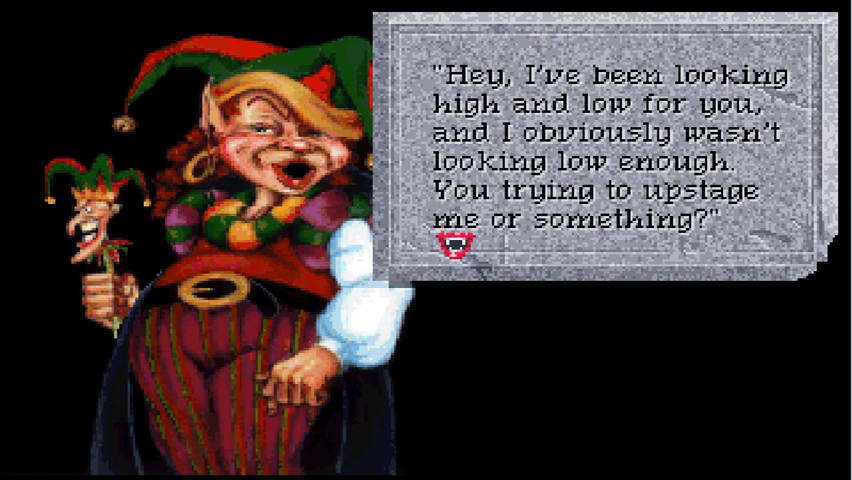 "Hey, I've been looking
high and low for you,
and I obviously wasn't
looking low enough.
You trying to upstage
me or something?"